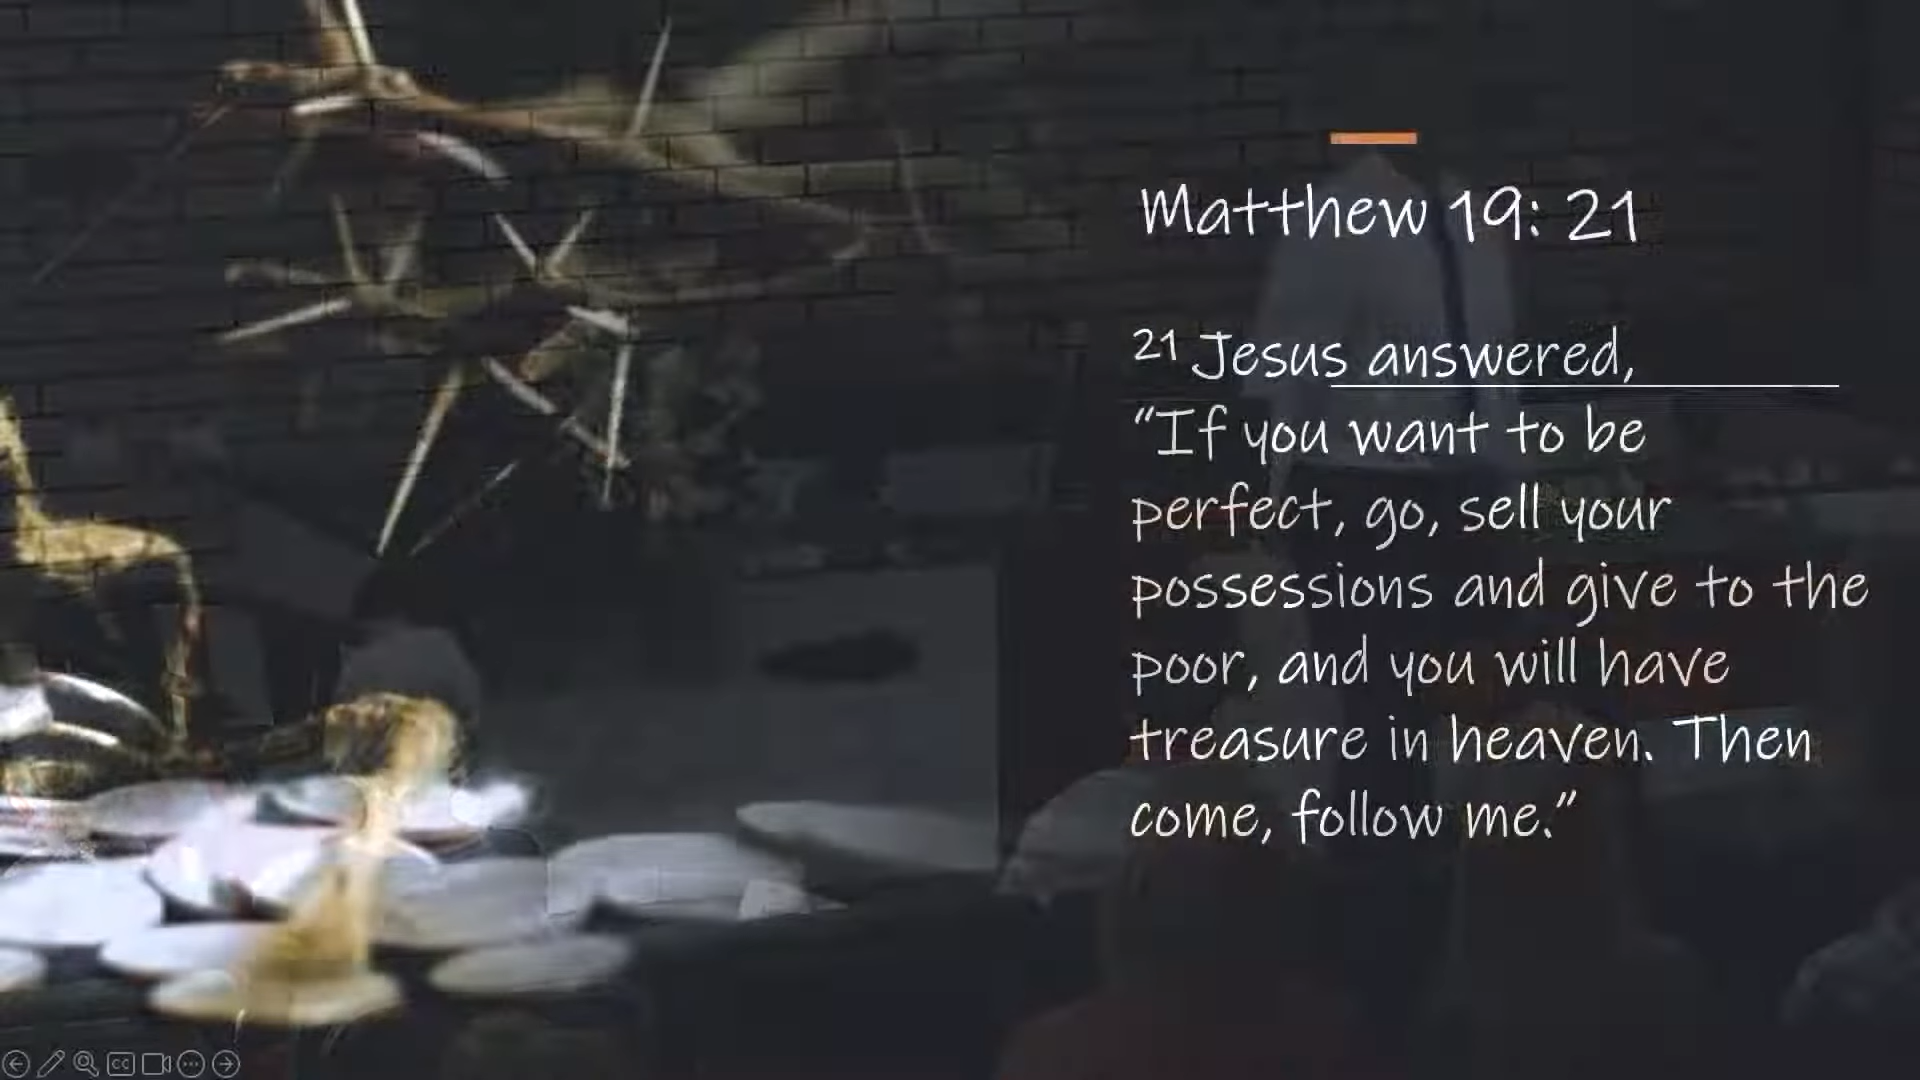 Matthew 19: 21
21 Jesus answered,
“If you want to be
perfect, go, sell your
possessions and give to the
poor, and you will have
treasure in heaven. Then
come, follow me.”
CC